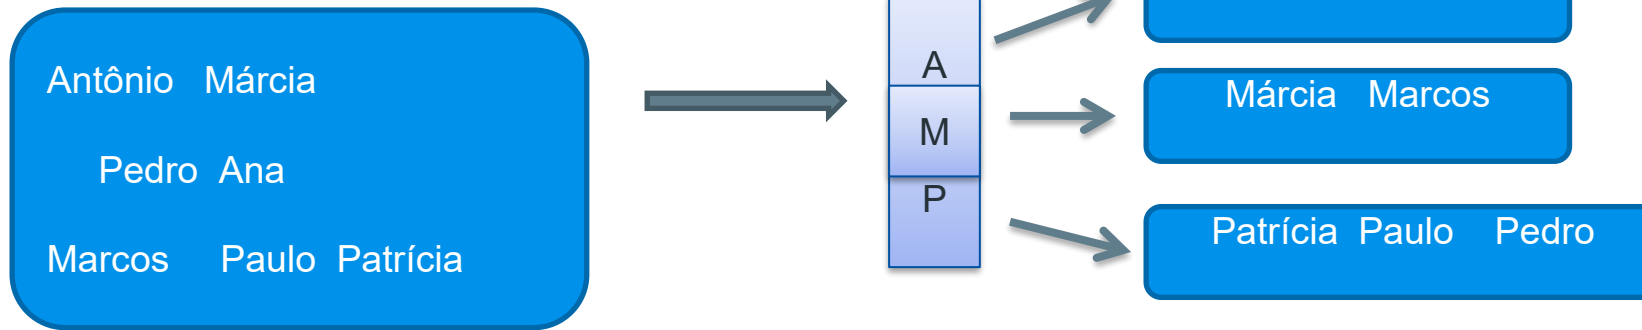 Antônio Márcia
Pedro Ana
Marcos Paulo Patrícia
A
M
P
Márcia Marcos
Patrícia Paulo Pedro